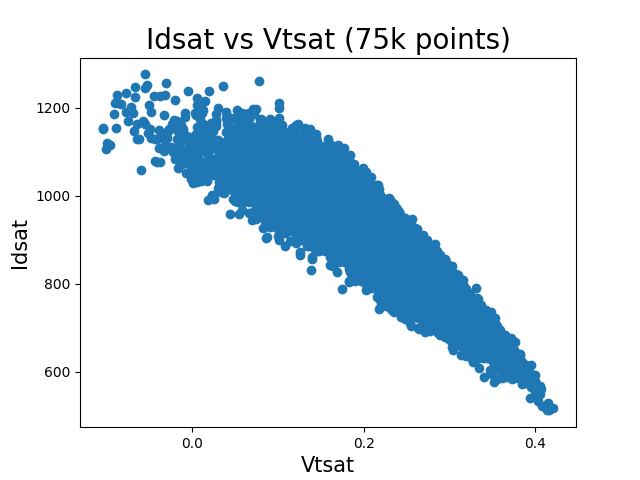 Idsat vs Vtsat (75k points)
1200
1000
800
600
Idsat
0.0 0.2 0.4
Vtsat